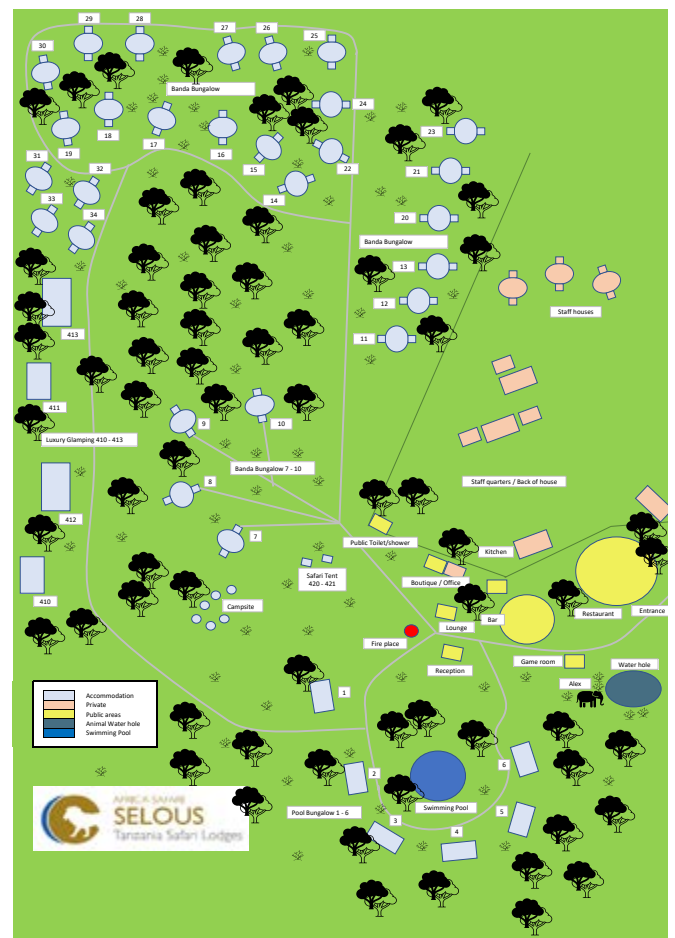 29
28
27
26
25
30
Banda Bungalow
24
23
18
17
16
19
15
22
21
31
32
14
33
34
20
Banda Bungalow
13
12
Staff houses
413
11
411
9
10
Luxury Glamping 410 - 413
Banda Bungalow 7 - 10
8
Staff quarters / Back of house
412
7
Public Toilet/shower
Kitchen
Safari Tent
420 - 421
Boutique / Office
410
Campsite
Restaurant
Entrance
Bar
Lounge
Fire place
Reception
Game room
Water hole
Alex
1
Accommodation
Private
Public areas
Animal Water hole
Swimming Pool
6
2
Swimming Pool
5
Pool Bungalow 1 - 6
3
4
AFRICA SAFARI
SELOUS
Tanzania Safari Lodges